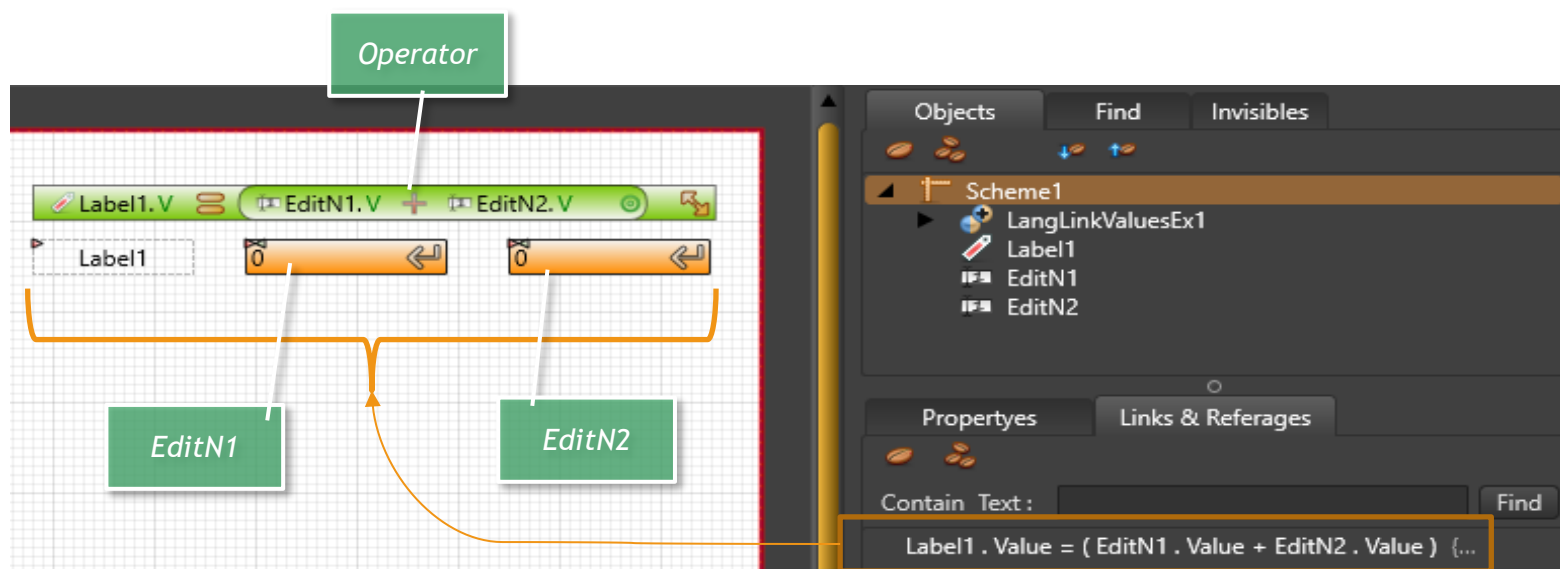 Operator
Objects Find Invisibles
Scheme1
LangLinkValuesEx1
Label1
EditN1
EditN2
Label1.V = EditN1.V + EditN2.V
Label1 0 0
EditN1
EditN2
Propertyes Links & Referages
Contain Text : Find
Label1 . Value = ( EditN1 . Value + EditN2 . Value ) {...